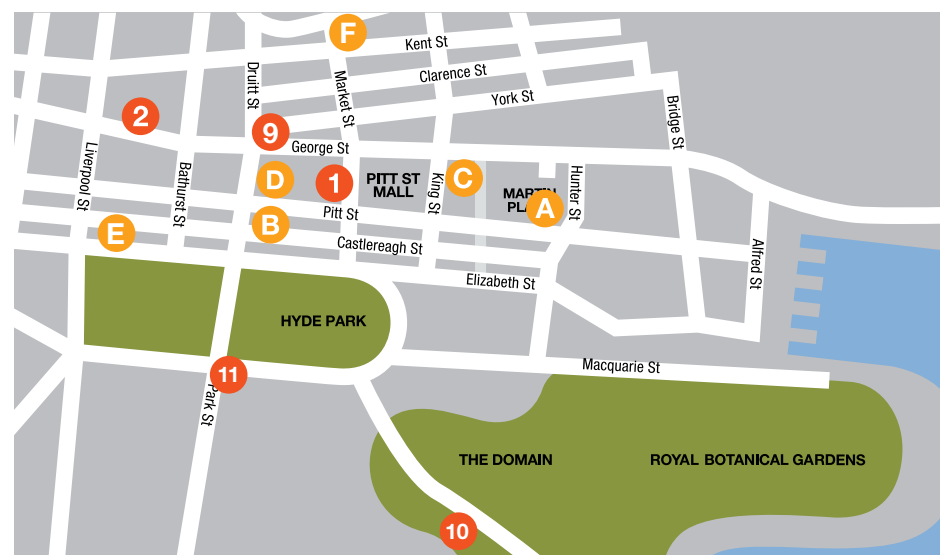 F
Kent St
Clarence St
York St
Druitt St
Market St
Bridge St
2
9
George St
Liverpool St
Bathurst St
D
1
PITT ST
MALL
King St
C
MARTIN
A
Hunter St
Pitt St
B
E
Castlereagh St
Elizabeth St
Alfred St
HYDE PARK
11
Park St
Macquarie St
THE DOMAIN
ROYAL BOTANICAL GARDENS
10